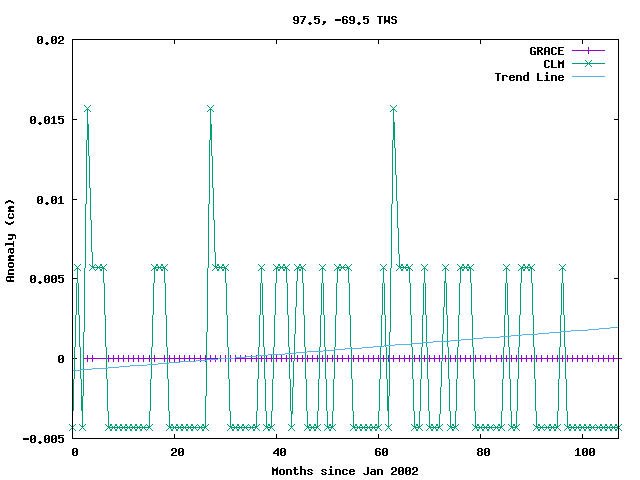 97.5, -69.5 TWS
0.02
GRACE
CLM
Trend Line
0.015
0.01
Anomaly (cm)
0.005
0
-0.005
0 20 40 60 80 100
Months since Jan 2002